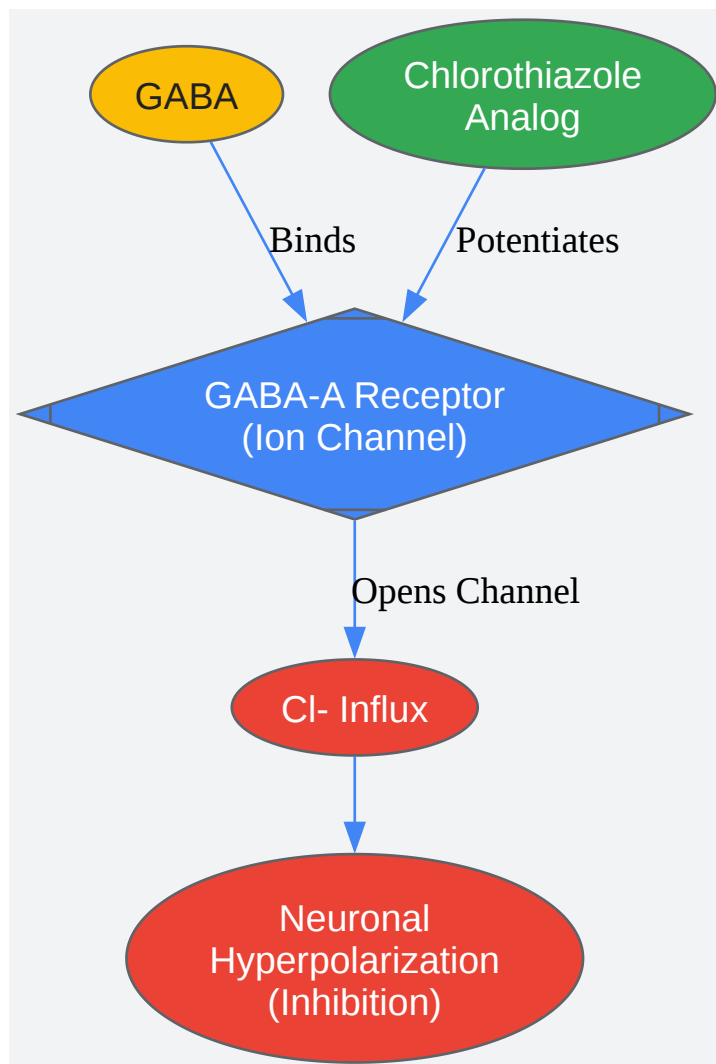 GABA
Chlorothiazole
Analog
Binds
Potentiates
GABA-A Receptor
(Ion Channel)
Opens Channel
Cl- Influx
Neuronal
Hyperpolarization
(Inhibition)